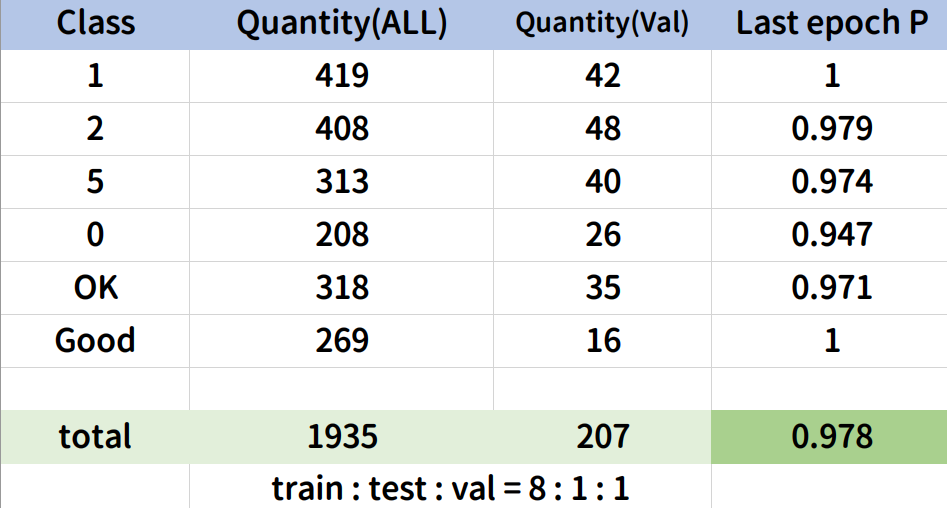 Class Quantity(ALL) Quantity(Val) Last epoch P
1 419 42 1
2 408 48 0.979
5 313 40 0.974
0 208 26 0.947
OK 318 35 0.971
Good 269 16 1
total 1935 207 0.978
train : test : val = 8 : 1 : 1